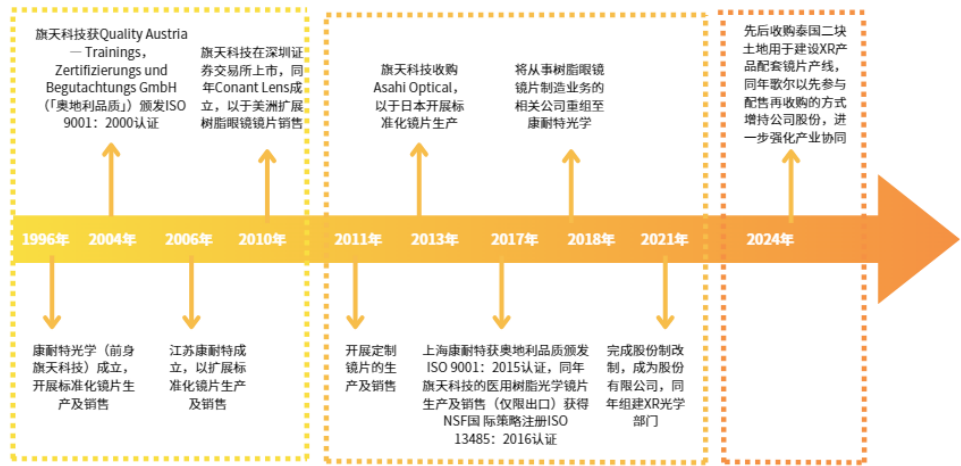 旗天科技获Quality Austria
— Trainings，
Zertifizierungs und
Begutachtungs GmbH
（「奥地利品质」）颁发ISO
9001：2000认证
旗天科技在深圳证
券交易所上市，同
年Conant Lens成
立，以于美洲扩展
树脂眼镜镜片销售
旗天科技收购
Asahi Optical，
以于日本开展标
准化镜片生产
将从事树脂眼镜
镜片制造业务的
相关公司重组至
康耐特光学
先后收购泰国二块
土地用于建设XR产
品配套镜片产线，
同年歌尔以先参与
配售再收购的方式
增持公司股份，进
一步强化产业协同
1996年 2004年 2006年 2010年 2011年 2013年 2017年 2018年 2021年 2024年
康耐特光学（前身
旗天科技）成立，
开展标准化镜片生
产及销售
江苏康耐特成
立，以扩展标
准化镜片生产
及销售
开展定制
镜片的生
产及销售
上海康耐特获奥地利品质颁发
ISO 9001：2015认证，同年
旗天科技的医用树脂光学镜片
生产及销售（仅限出口）获得
NSF国 际策略注册ISO
13485：2016认证
完成股份制改
制，成为股份
有限公司，同
年组建XR光学
部门